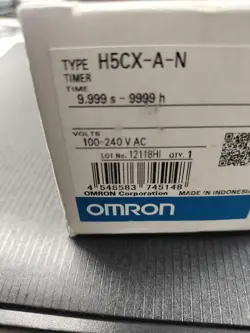 TYPE H5CX-A-N
TIMER
TIME
9.999 s - 9999 h
VOLTS
100-240 V AC
LOT No. 12118HI QTY. 1
4 548583 745148
OMRON Corporation MADE IN INDONESIA
OMRON